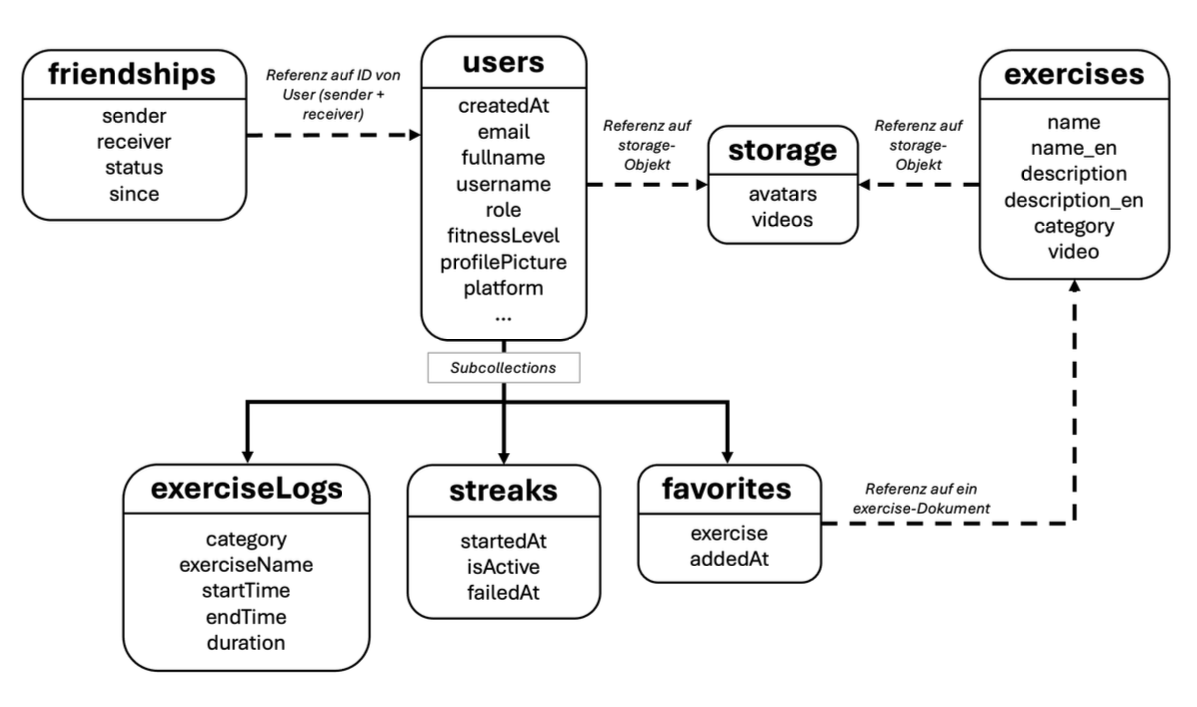 friendships
sender
receiver
status
since
Referenz auf ID von
User (sender +
receiver)
users
createdAt
email
fullname
username
role
fitnessLevel
profilePicture
platform
...
Referenz auf
storage-
Objekt
storage
avatars
videos
Referenz auf
storage-
Objekt
exercises
name
name_en
description
description_en
category
video
Subcollections
exerciseLogs
category
exerciseName
startTime
endTime
duration
streaks
startedAt
isActive
failedAt
favorites
exercise
addedAt
Referenz auf ein
exercise-Dokument